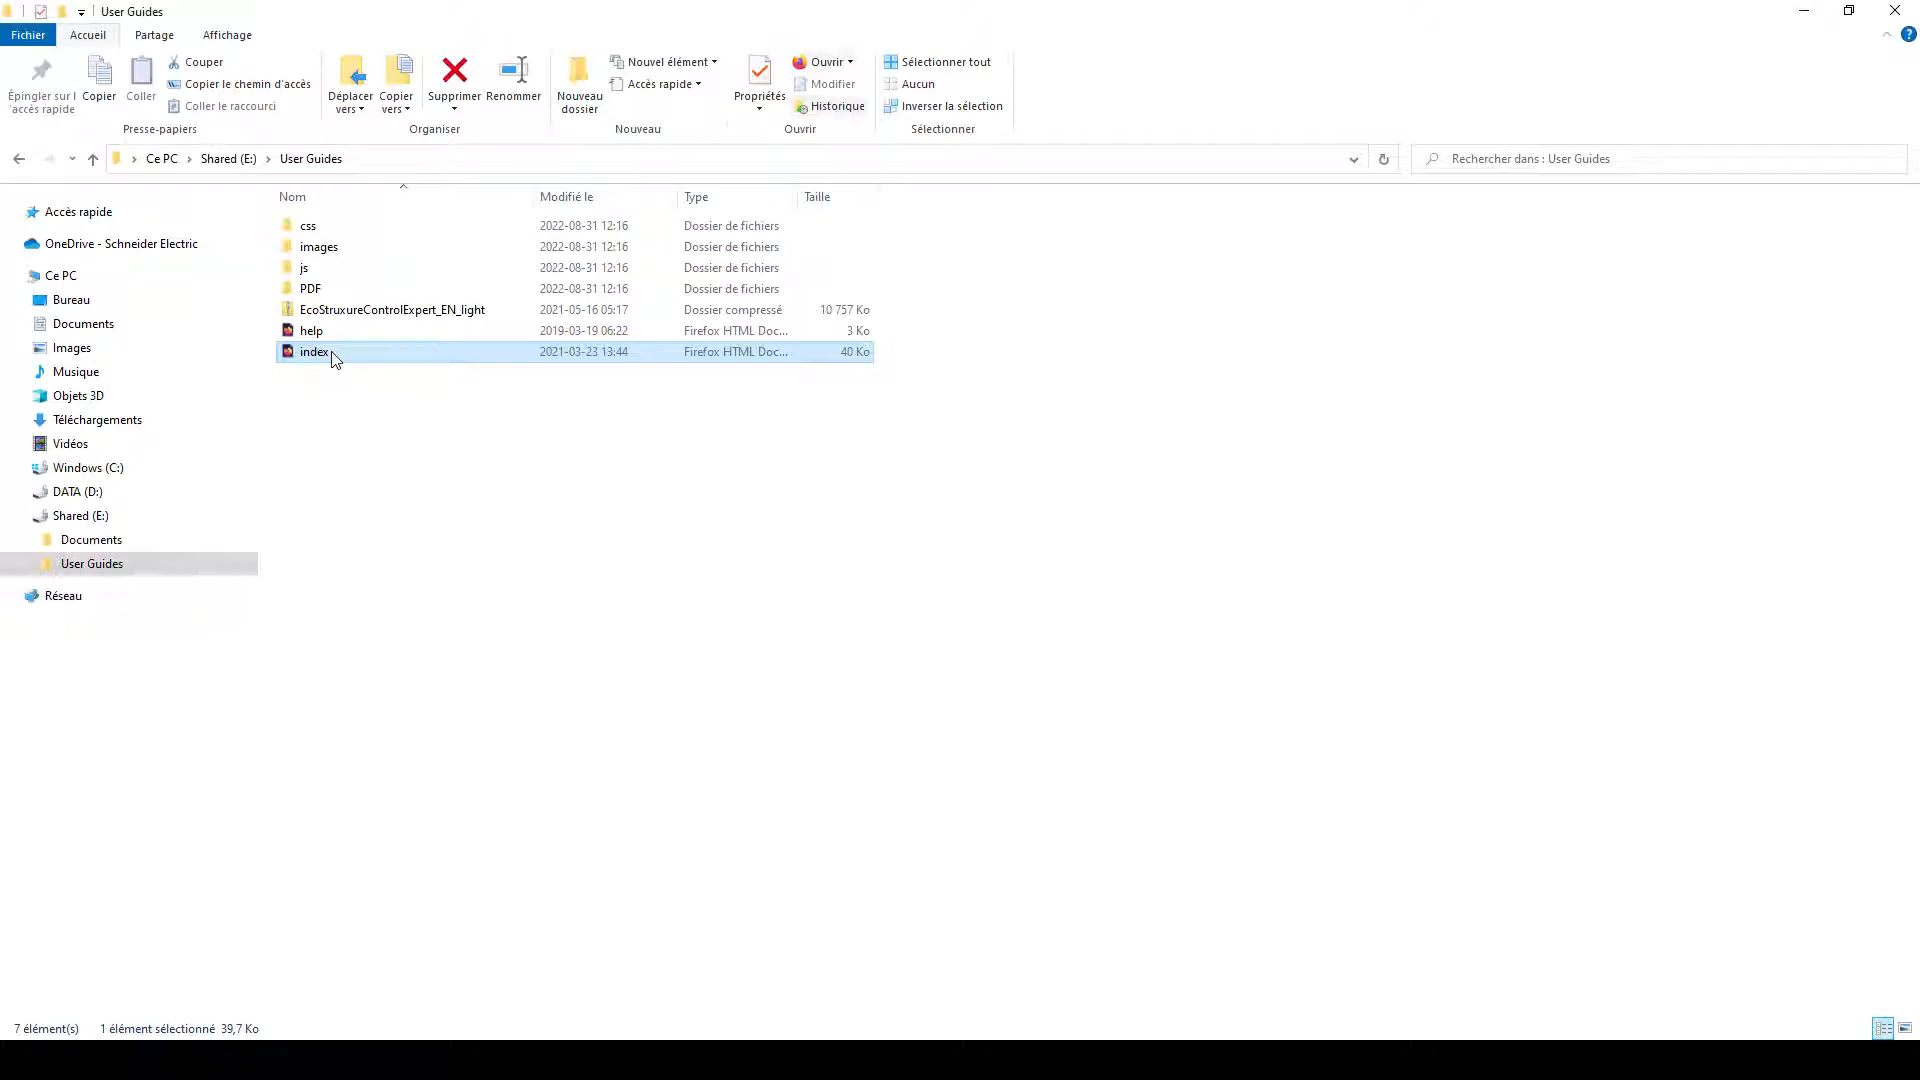 User Guides
Fichier
Accueil
Partage
Affichage
Épingler sur l
'accès rapide
Copier
Coller
Couper
Copier le chemin d'accès
Coller le raccourci
Presse-papiers
Déplacer
vers
Copier
vers
Supprimer
Renommer
Organiser
Nouveau
dossier
Nouvel élément
Accès rapide
Nouveau
Propriétés
Ouvrir
Modifier
Historique
Ouvrir
Sélectionner tout
Aucun
Inverser la sélection
Sélectionner
Ce PC
Shared (E:)
User Guides
Rechercher dans : User Guides
Accès rapide
OneDrive - Schneider Electric
Ce PC
Bureau
Documents
Images
Musique
Objets 3D
Téléchargements
Vidéos
Windows (C:)
DATA (D:)
Shared (E:)
Documents
User Guides
Réseau
Nom Modifié le Type Taille
css 2022-08-31 12:16 Dossier de fichiers
images 2022-08-31 12:16 Dossier de fichiers
js 2022-08-31 12:16 Dossier de fichiers
PDF 2022-08-31 12:16 Dossier de fichiers
EcoStruxureControlExpert_EN_light 2021-05-16 05:17 Dossier compressé 10 757 Ko
help 2019-03-19 06:22 Firefox HTML Doc... 3 Ko
index 2021-03-23 13:44 Firefox HTML Doc... 40 Ko
7 élément(s) 1 élément sélectionné 39,7 Ko